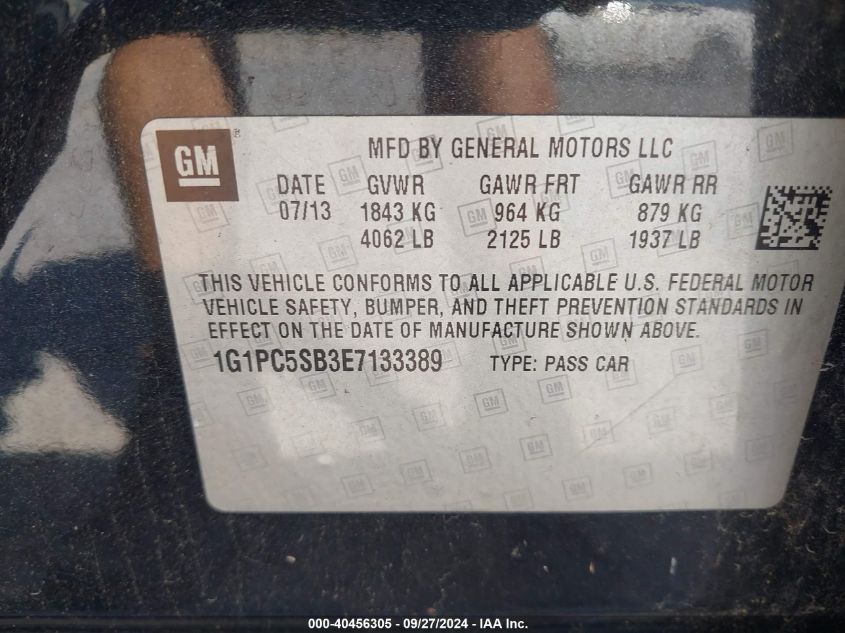 GM
MFD BY GENERAL MOTORS LLC
DATE GVWR GAWR FRT GAWR RR
07/13 1843 KG 964 KG 879 KG
4062 LB 2125 LB 1937 LB
THIS VEHICLE CONFORMS TO ALL APPLICABLE U.S. FEDERAL MOTOR
VEHICLE SAFETY, BUMPER, AND THEFT PREVENTION STANDARDS IN
EFFECT ON THE DATE OF MANUFACTURE SHOWN ABOVE.
1G1PC5SB3E7133389 TYPE: PASS CAR
000-40456305 - 09/27/2024 - IAA Inc.